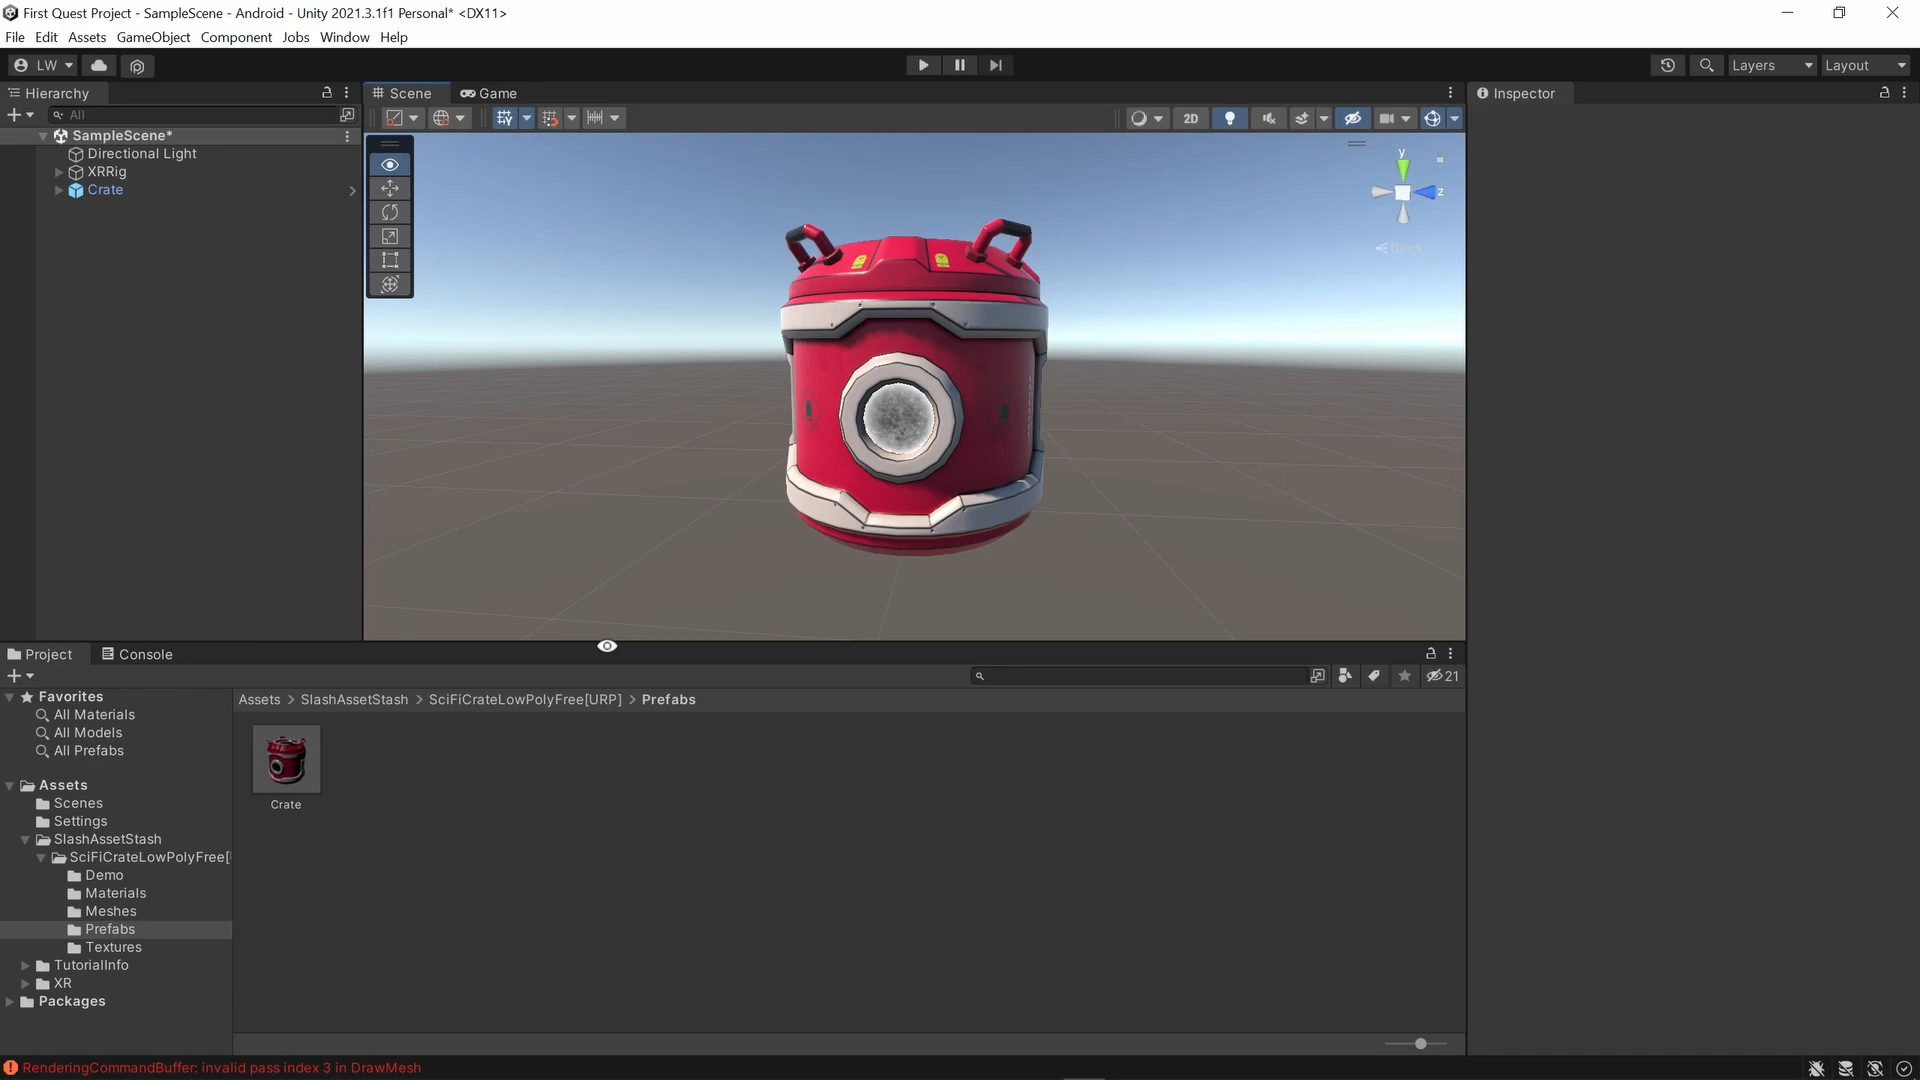 First Quest Project - SampleScene - Android - Unity 2021.3.1f1 Personal* <DX11>
File Edit Assets GameObject Component Jobs Window Help
LW
Layers
Layout
Hierarchy
Scene
Game
Inspector
All
2D
SampleScene*
Directional Light
XRRig
Crate
y
z
Back
Project
Console
21
Favorites
All Materials
All Models
All Prefabs
Assets > SlashAssetStash > SciFiCrateLowPolyFree[URP] > Prefabs
Crate
Assets
Scenes
Settings
SlashAssetStash
SciFiCrateLowPolyFree[
Demo
Materials
Meshes
Prefabs
Textures
TutorialInfo
XR
Packages
RenderingCommandBuffer: invalid pass index 3 in DrawMesh